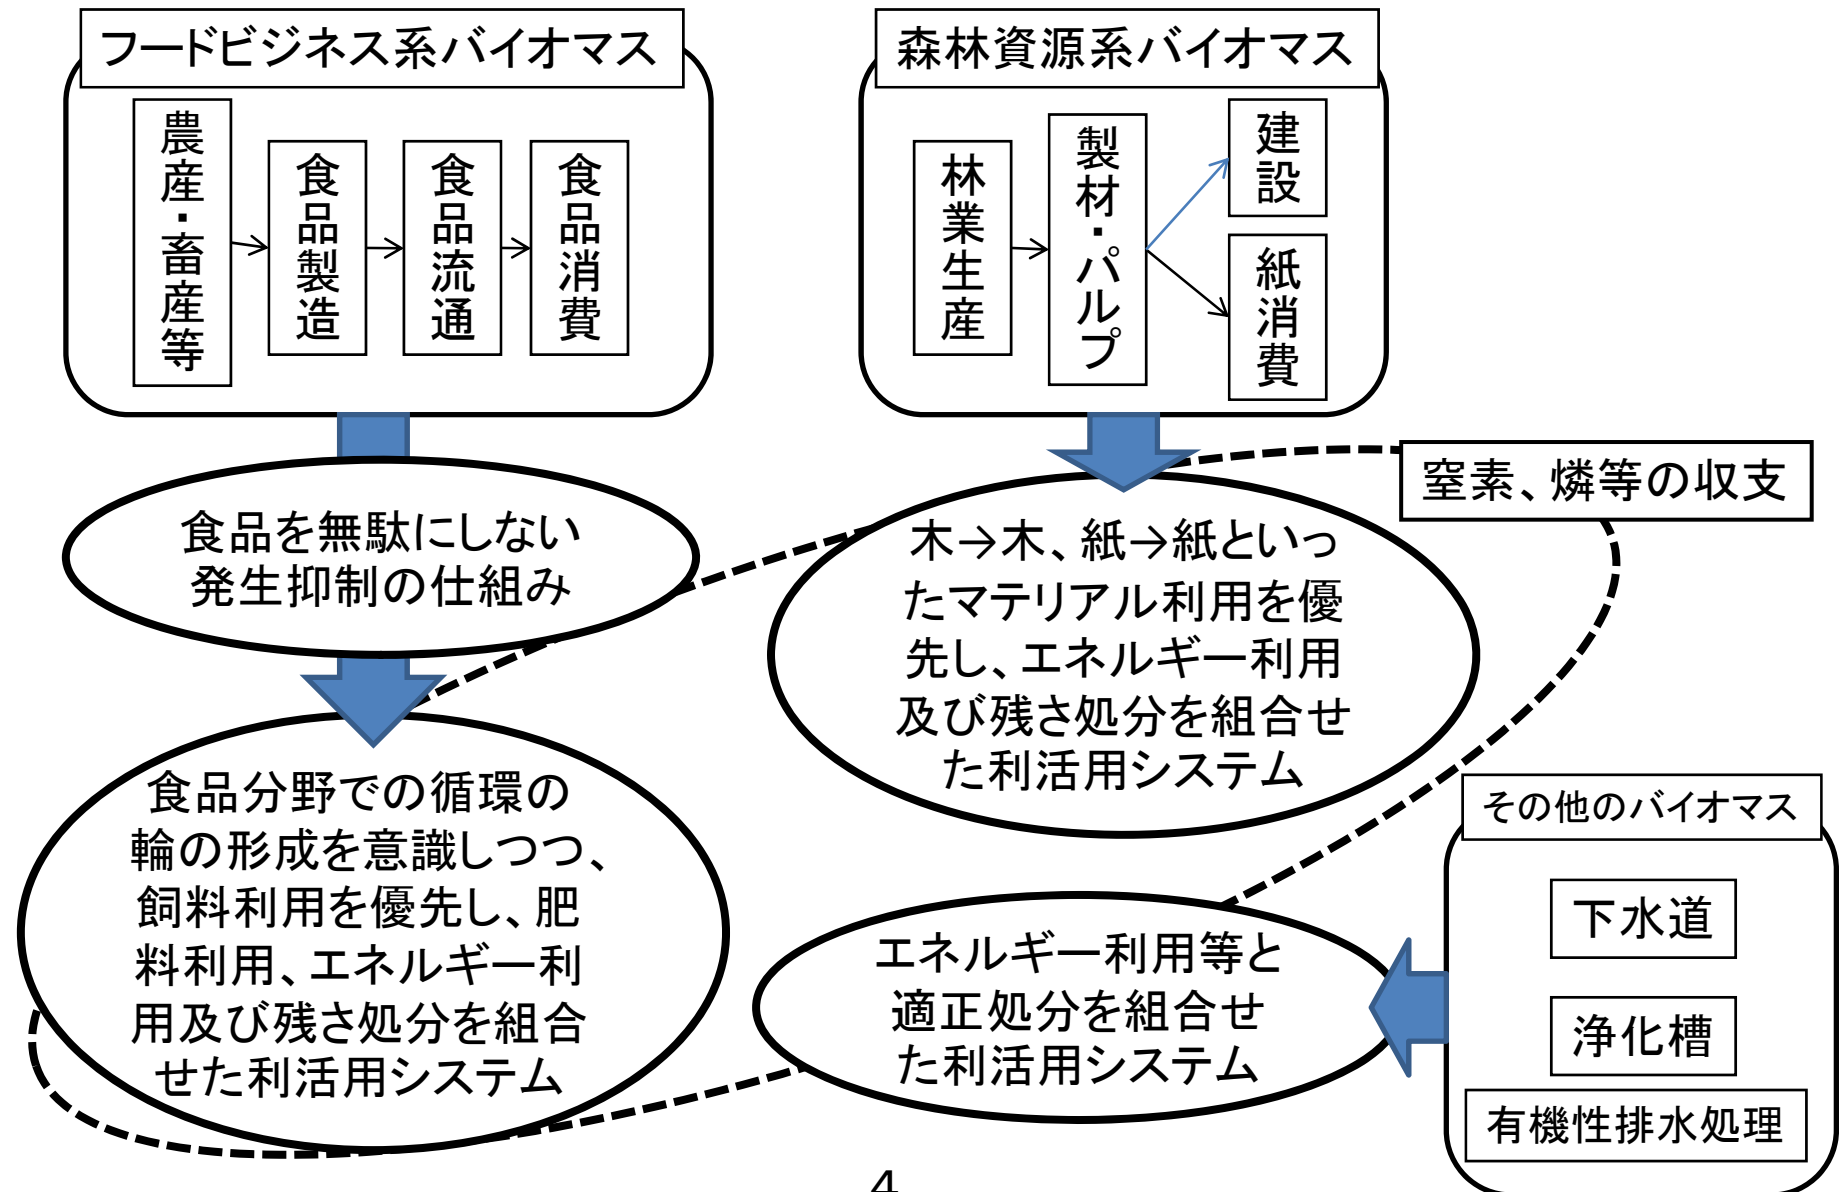 フードビジネス系バイオマス
農産・畜産等
食品製造
食品流通
食品消費
森林資源系バイオマス
林業生産
製材・パルプ
建設
紙消費
窒素、燐等の収支
食品を無駄にしない
発生抑制の仕組み
木→木、紙→紙といっ
たマテリアル利用を優
先し、エネルギー利用
及び残さ処分を組合せ
た利活用システム
食品分野での循環の
輪の形成を意識しつつ、
飼料利用を優先し、肥
料利用、エネルギー利
用及び残さ処分を組合
せた利活用システム
エネルギー利用等と
適正処分を組合せ
た利活用システム
その他のバイオマス
下水道
浄化槽
有機性排水処理
4